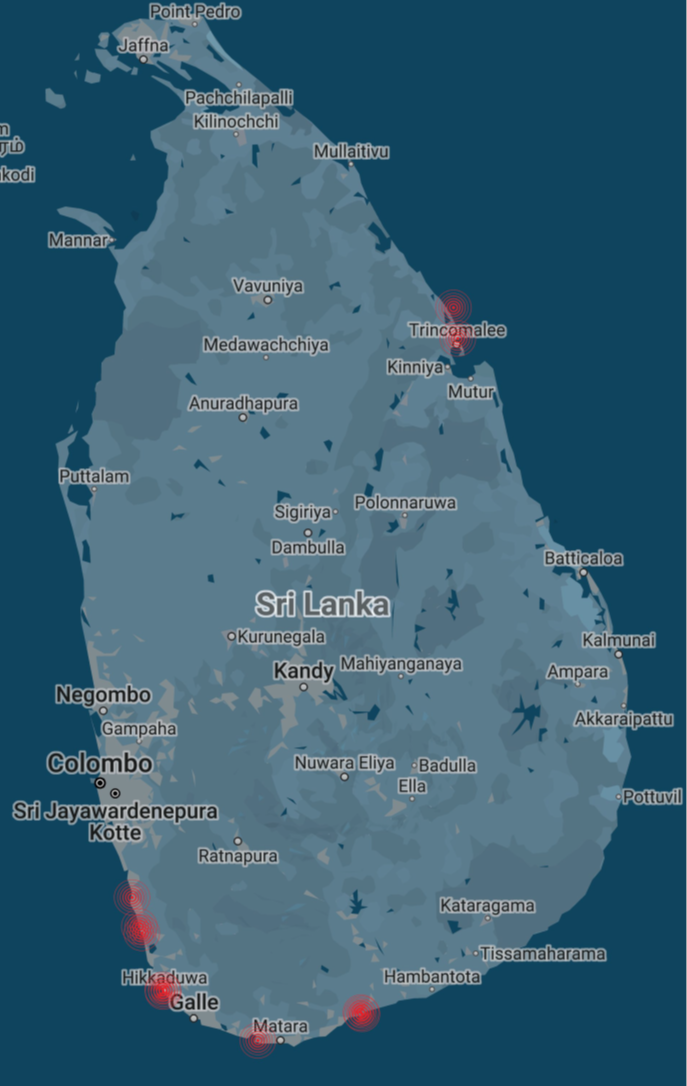 Point Pedro
Jaffna
Pachchilapalli
Kilinochchi
Mullaitivu
kodi
Mannar
Vavuniya
Trincomalee
Medawachchiya
Kinniya
Mutur
Anuradhapura
Puttalam
Sigiriya
Polonnaruwa
Dambulla
Batticaloa
Sri Lanka
Kurunegala
Kalmunai
Kandy
Mahiyanganaya
Ampara
Negombo
Akkaraipattu
Gampaha
Colombo
Nuwara Eliya
Badulla
Ella
Pottuvil
Sri Jayawardenepura
Kotte
Ratnapura
Kataragama
Tissamaharama
Hikkaduwa
Hambantota
Galle
Matara